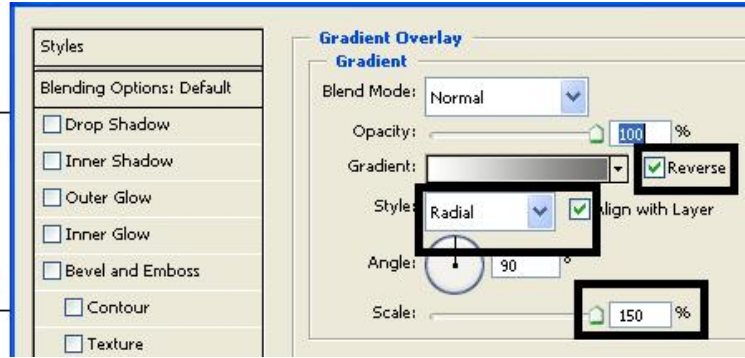 Styles
Blending Options: Default
Drop Shadow
Inner Shadow
Outer Glow
Inner Glow
Bevel and Emboss
Contour
Texture
Gradient Overlay
Gradient
Blend Mode: Normal
Opacity: 100 %
Gradient: Reverse
Style: Radial Align with Layer
Angle: 90 °
Scale: 150 %